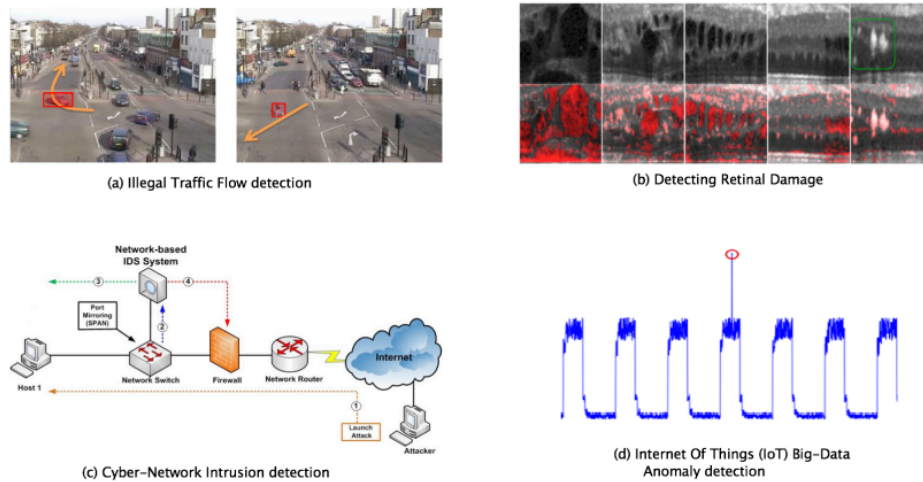 (a) Illegal Traffic Flow detection
(b) Detecting Retinal Damage
Network-based
IDS System
3
4
Port
Mirroring
(SPAN)
2
Internet
Host 1
Network Switch
Firewall
Network Router
1
Launch
Attack
Attacker
(c) Cyber-Network Intrusion detection
(d) Internet Of Things (IoT) Big-Data
Anomaly detection